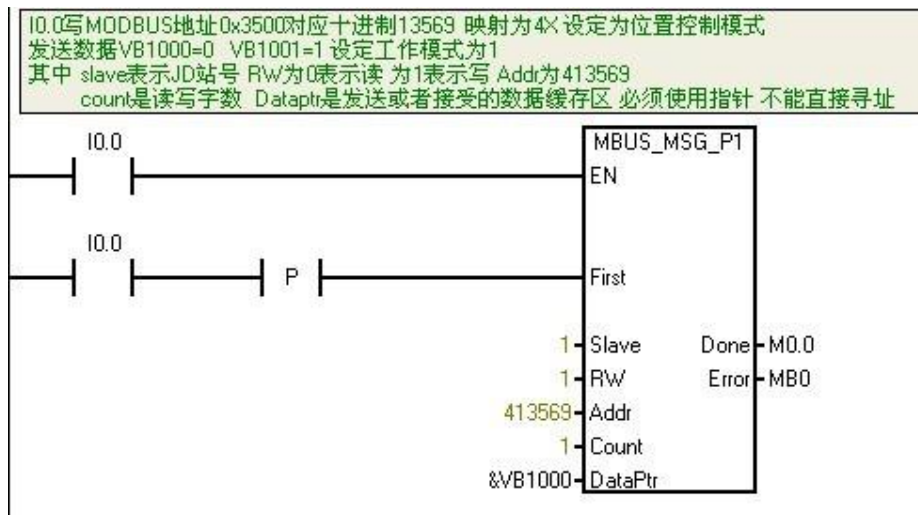 I0.0写MODBUS地址0x3500对应十进制13569 映射为4X 设定为位置控制模式
发送数据VB1000=0 VB1001=1 设定工作模式为1
其中 slave表示JD站号 RW为0表示读 为1表示写 Addr为413569
count是读写字数 Dataptr是发送或者接受的数据缓存区 必须使用指针 不能直接寻址
I0.0
MBUS_MSG_P1
EN
I0.0
P
First
1 Slave Done M0.0
1 RW Error MB0
413569 Addr
1 Count
&VB1000 DataPtr